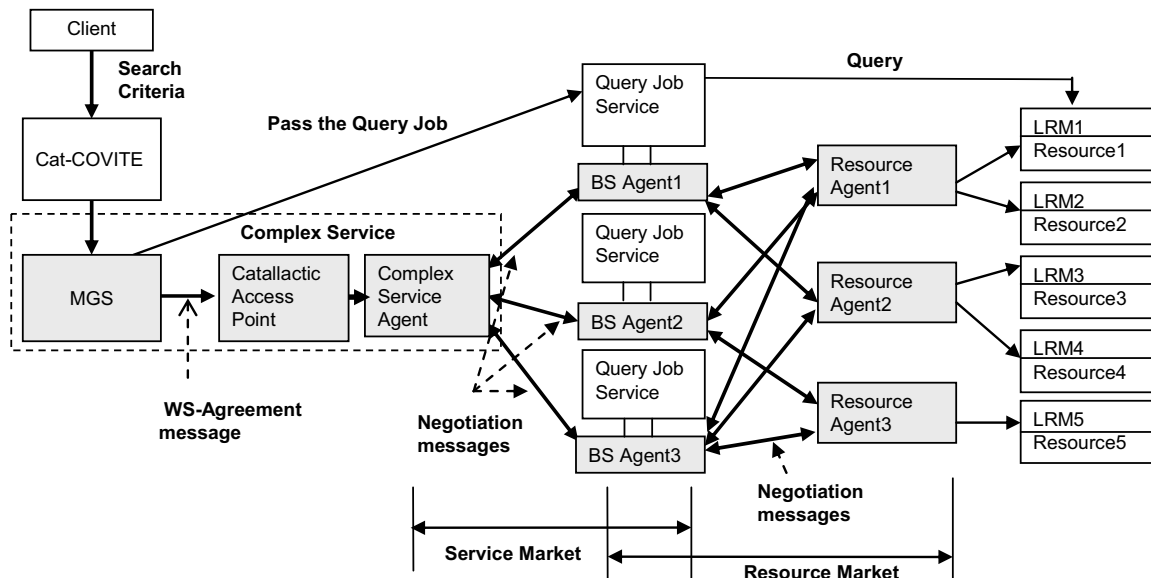 Client
Search
Criteria
Cat-COVITE
Pass the Query Job
Query Job
Service
Query
LRM1
Resource1
BS Agent1
Resource
Agent1
LRM2
Resource2
Complex Service
MGS
Catallactic
Access
Point
Complex
Service
Agent
Query Job
Service
BS Agent2
Resource
Agent2
LRM3
Resource3
LRM4
Resource4
Query Job
Service
BS Agent3
Resource
Agent3
LRM5
Resource5
WS-Agreement
message
Negotiation
messages
Negotiation
messages
Service Market
Resource Market